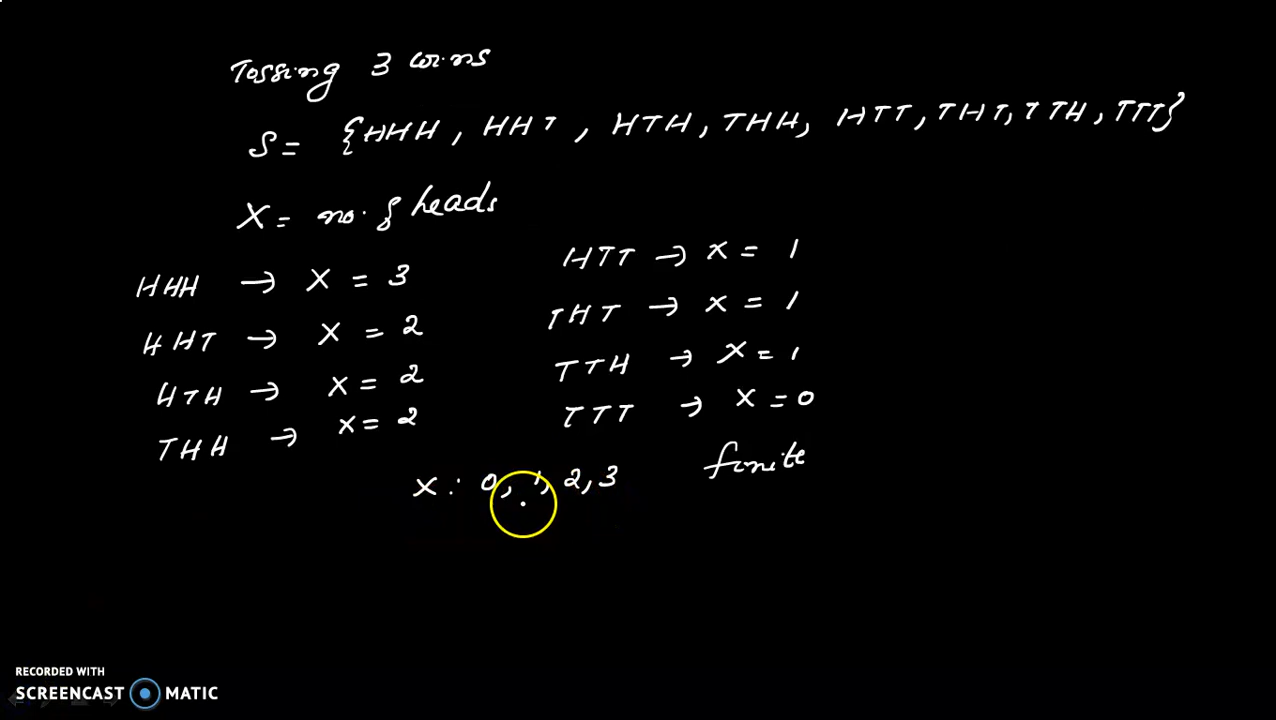 Tossing 3 coins
S = {HHH, HHT, HTH, THH, HTT, THT, TTH, TTT}
X = no. of heads
HHH → X = 3
HHT → X = 2
HTH → X = 2
THH → X = 2
HTT → X = 1
THT → X = 1
TTH → X = 1
TTT → X = 0
X : 0, 1, 2, 3 finite
RECORDED WITH
SCREENCAST MATIC